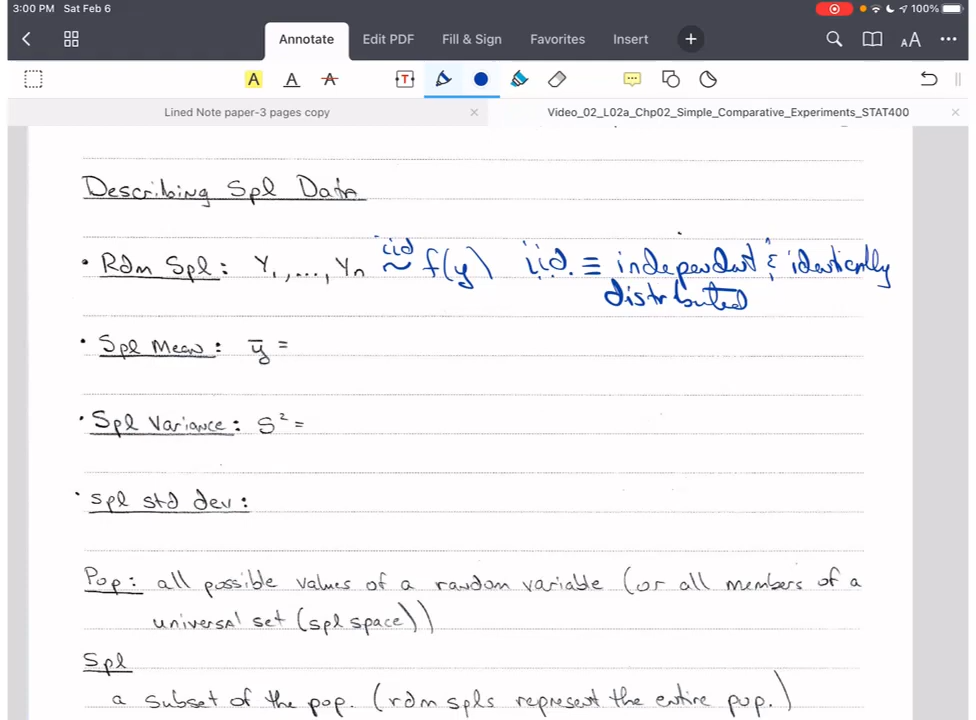 3:00 PM Sat Feb 6 100%
Annotate Edit PDF Fill & Sign Favorites Insert AA
A A A T
Lined Note paper-3 pages copy Video_02_L02a_Chp02_Simple_Comparative_Experiments_STAT400
Describing Spl Data
• Rdm Spl: Y₁,...,Yn iid ~ f(y) i.i.d. ≡ independent & identically
distributed
• Spl Mean: ȳ =
• Spl Variance: S² =
• spl std dev:
Pop: all possible values of a random variable (or all members of a
universal set (spl space))
Spl
a subset of the pop. (rdm spls represent the entire pop.)